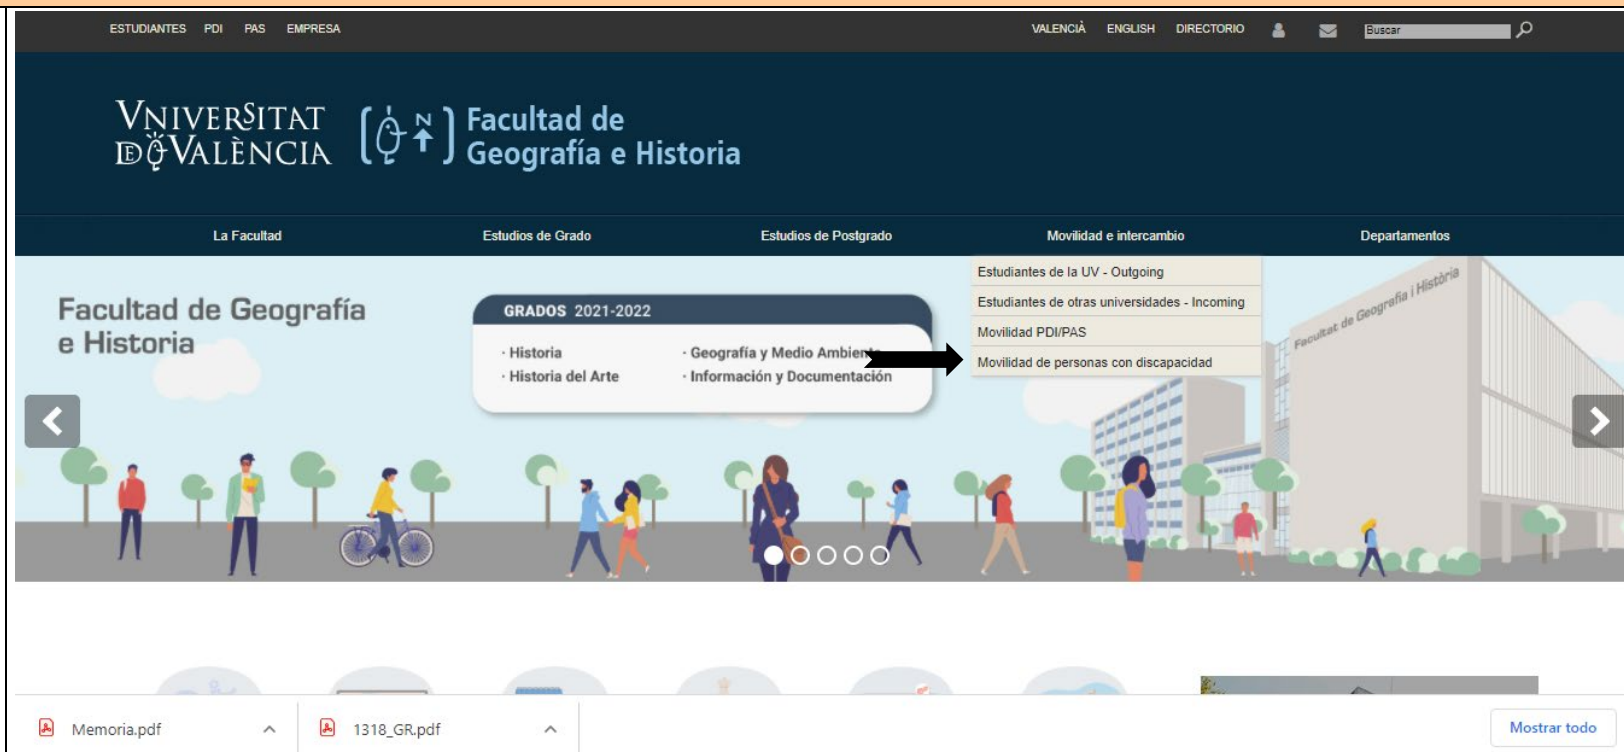 ESTUDIANTES PDI PAS EMPRESA VALENCIÀ ENGLISH DIRECTORIO Buscar
VNIVERSITAT
DE VALÈNCIA
N
Facultad de
Geografía e Historia
La Facultad Estudios de Grado Estudios de Postgrado Movilidad e intercambio Departamentos
Estudiantes de la UV - Outgoing
Estudiantes de otras universidades - Incoming
Movilidad PDI/PAS
Movilidad de personas con discapacidad
Facultad de Geografía
e Historia
GRADOS 2021-2022
· Historia · Geografía y Medio Ambiente
· Historia del Arte · Información y Documentación
Facultat de Geografia i Història
Memoria.pdf 1318_GR.pdf Mostrar todo